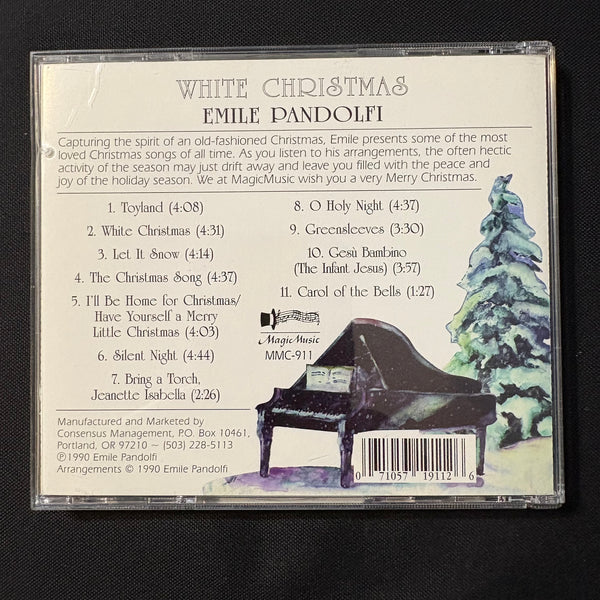 WHITE CHRISTMAS
EMILE PANDOLFI
Capturing the spirit of an old-fashioned Christmas, Emile presents some of the most
loved Christmas songs of all time. As you listen to his arrangements, the often hectic
activity of the season may just drift away and leave you filled with the peace and
joy of the holiday season. We at MagicMusic wish you a very Merry Christmas.
1. Toyland (4:08)
2. White Christmas (4:31)
3. Let It Snow (4:14)
4. The Christmas Song (4:37)
5. I'll Be Home for Christmas/
Have Yourself a Merry
Little Christmas (4:03)
6. Silent Night (4:44)
7. Bring a Torch,
Jeanette Isabella (2:26)
8. O Holy Night (4:37)
9. Greensleeves (3:30)
10. Gesù Bambino
(The Infant Jesus) (3:57)
11. Carol of the Bells (1:27)
MagicMusic
MMC-911
Manufactured and Marketed by
Consensus Management, P.O. Box 10461,
Portland, OR 97210 ~ (503) 228-5113
℗ 1990 Emile Pandolfi
Arrangements © 1990 Emile Pandolfi
0 71057 19112 6